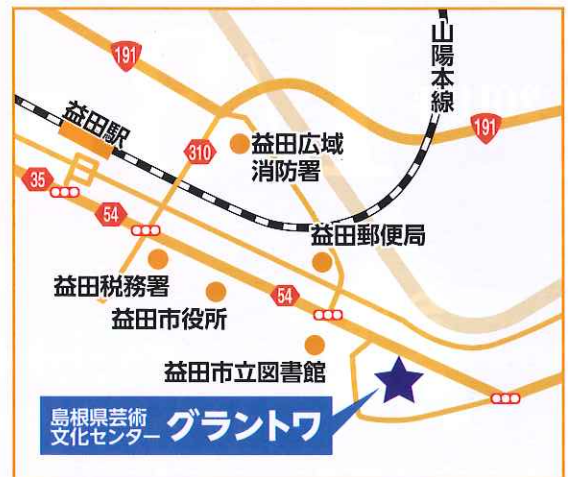 191
山陽本線
191
益田駅
310
益田広域
消防署
35
54
益田郵便局
益田税務署
54
益田市役所
益田市立図書館
島根県芸術
文化センター グラントワ